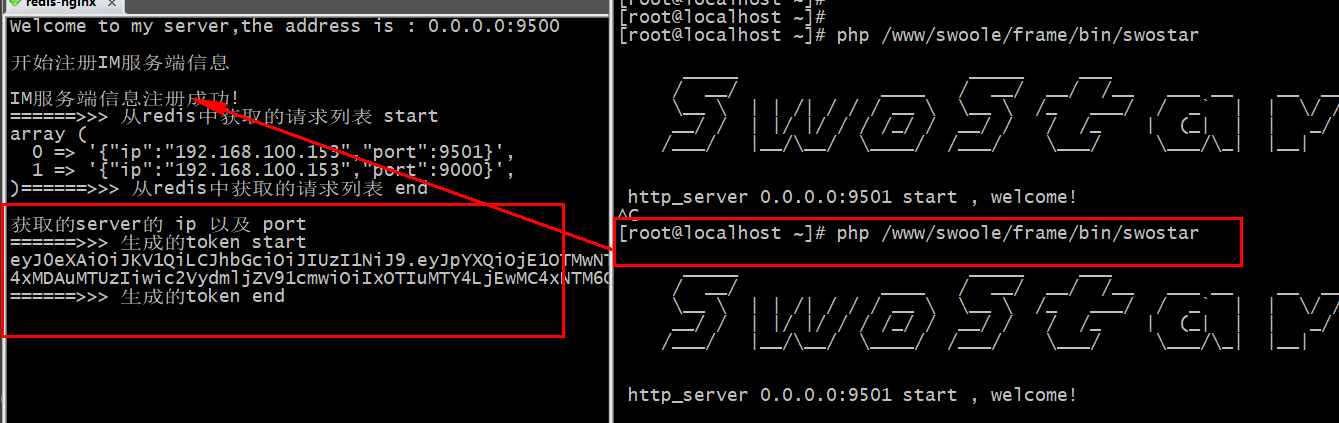 redis-nginx
Welcome to my server,the address is : 0.0.0.0:9500
开始注册IM服务端信息
IM服务端信息注册成功!
======>>> 从redis中获取的请求列表 start
array (
0 => '{"ip":"192.168.100.153","port":9501}',
1 => '{"ip":"192.168.100.153","port":9000}',
)======>>> 从redis中获取的请求列表 end
获取的server的 ip 以及 port
======>>> 生成的token start
======>>> 生成的token end
[root@localhost ~]#
[root@localhost ~]#
[root@localhost ~]# php /www/swoole/frame/bin/swostar
SwoStar
http_server 0.0.0.0:9501 start , welcome!
^C
[root@localhost ~]# php /www/swoole/frame/bin/swostar
SwoStar
http_server 0.0.0.0:9501 start , welcome!